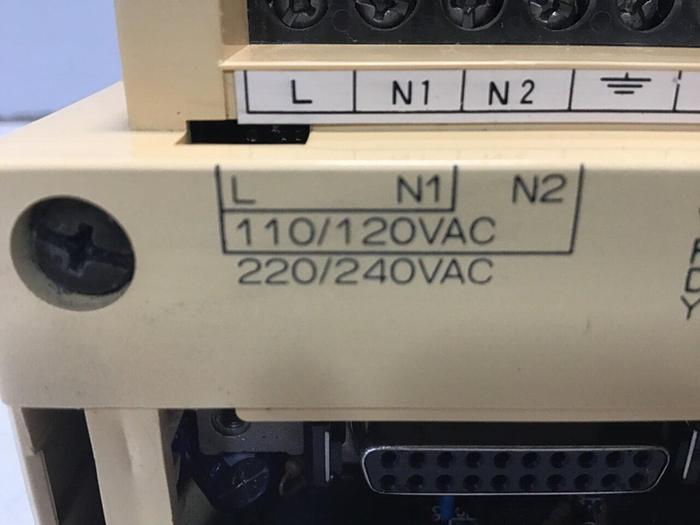 L N1 N2
L N1 N2
110/120VAC
220/240VAC
D
Y